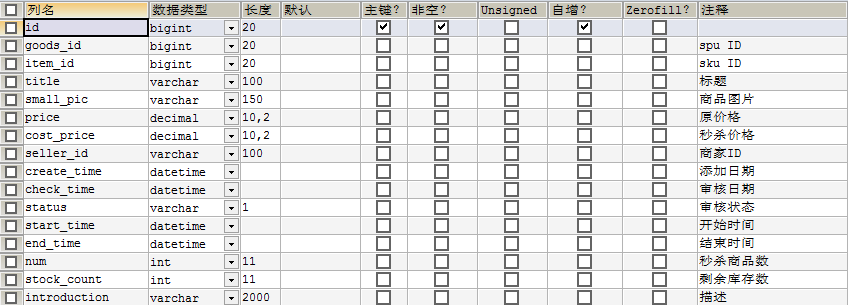 列名 数据类型 长度 默认 主键? 非空? Unsigned 自增? Zerofill? 注释
id bigint 20
goods_id bigint 20 spu ID
item_id bigint 20 sku ID
title varchar 100 标题
small_pic varchar 150 商品图片
price decimal 10,2 原价格
cost_price decimal 10,2 秒杀价格
seller_id varchar 100 商家ID
create_time datetime 添加日期
check_time datetime 审核日期
status varchar 1 审核状态
start_time datetime 开始时间
end_time datetime 结束时间
num int 11 秒杀商品数
stock_count int 11 剩余库存数
introduction varchar 2000 描述